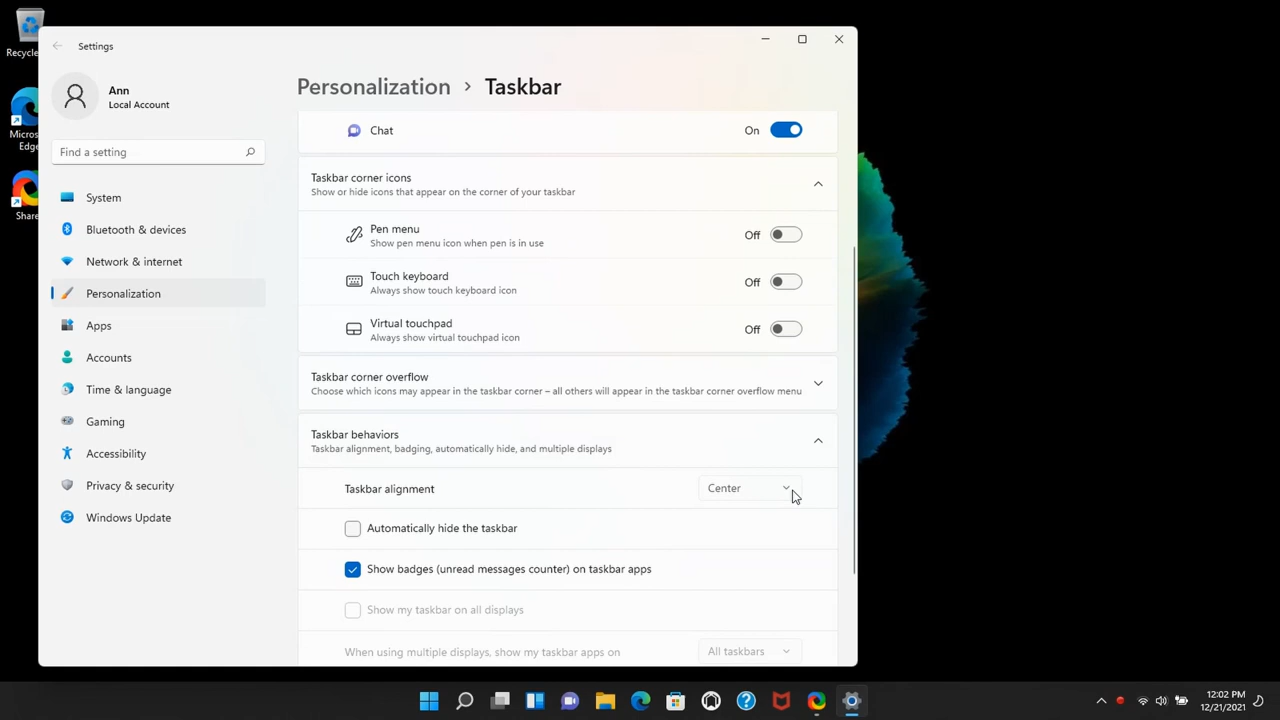 Recycle
Micros...
Edge
Share
Settings
Ann
Local Account
Find a setting
System
Bluetooth & devices
Network & internet
Personalization
Apps
Accounts
Time & language
Gaming
Accessibility
Privacy & security
Windows Update
Personalization > Taskbar
Chat
On
Taskbar corner icons
Show or hide icons that appear on the corner of your taskbar
Pen menu
Show pen menu icon when pen is in use
Off
Touch keyboard
Always show touch keyboard icon
Off
Virtual touchpad
Always show virtual touchpad icon
Off
Taskbar corner overflow
Choose which icons may appear in the taskbar corner – all others will appear in the taskbar corner overflow menu
Taskbar behaviors
Taskbar alignment, badging, automatically hide, and multiple displays
Taskbar alignment
Center
Automatically hide the taskbar
Show badges (unread messages counter) on taskbar apps
Show my taskbar on all displays
When using multiple displays, show my taskbar apps on
All taskbars
12:02 PM
12/21/2021